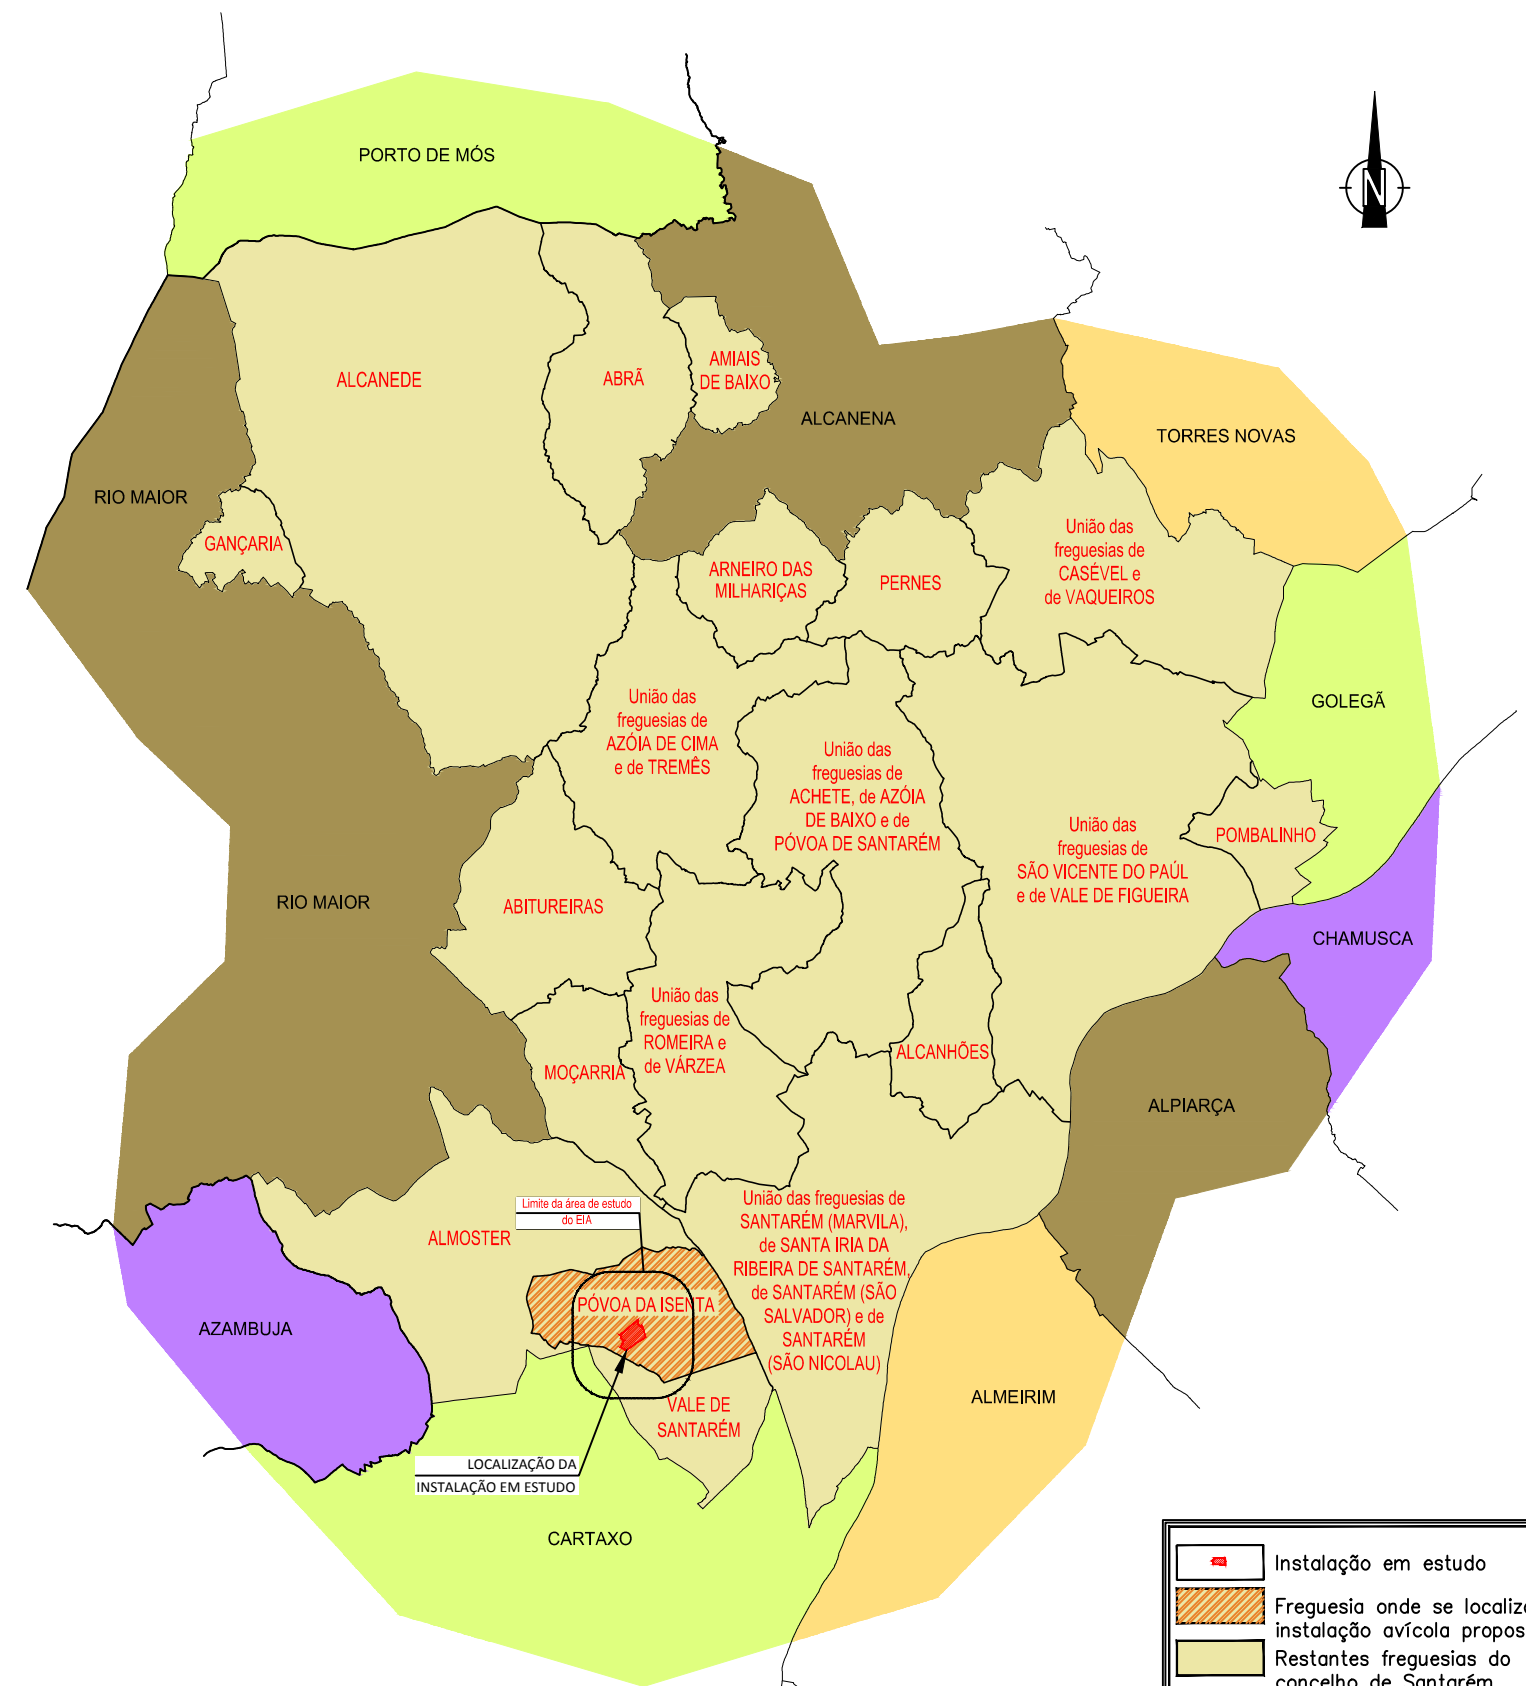 PORTO DE MÓS
N
ALCANEDE
ABRÃ
AMIAIS
DE BAIXO
ALCANENA
TORRES NOVAS
RIO MAIOR
GANÇARIA
ARNEIRO DAS
MILHARIÇAS
PERNES
União das
freguesias de
CASÉVEL e
de VAQUEIROS
União das
freguesias de
AZÓIA DE CIMA
e de TREMÊS
GOLEGÃ
União das
freguesias de
ACHETE, de AZÓIA
DE BAIXO e de
PÓVOA DE SANTARÉM
União das
freguesias de
SÃO VICENTE DO PAÚL
e de VALE DE FIGUEIRA
POMBALINHO
RIO MAIOR
ABITUREIRAS
CHAMUSCA
União das
freguesias de
ROMEIRA e
de VÁRZEA
MOÇARRIA
ALCANHÕES
ALPIARÇA
Limite da área de estudo
do EIA
ALMOSTER
União das freguesias de
SANTARÉM (MARVILA),
de SANTA IRIA DA
RIBEIRA DE SANTARÉM,
de SANTARÉM (SÃO
SALVADOR) e de
SANTARÉM
(SÃO NICOLAU)
PÓVOA DA ISENTA
AZAMBUJA
ALMEIRIM
VALE DE
SANTARÉM
LOCALIZAÇÃO DA
INSTALAÇÃO EM ESTUDO
CARTAXO
Instalação em estudo
Freguesia onde se localiza
instalação avícola propos
Restantes freguesias do
concelho de Santarém